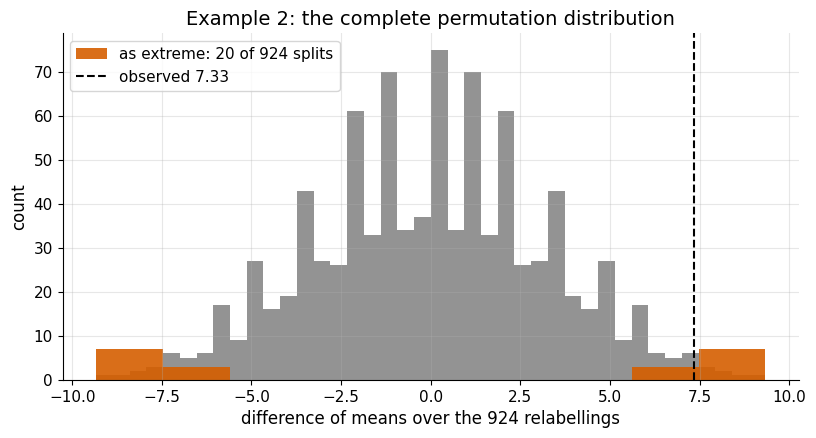 Example 2: the complete permutation distribution
as extreme: 20 of 924 splits
observed 7.33
count
70
60
50
40
30
20
10
0
−10.0 −7.5 −5.0 −2.5 0.0 2.5 5.0 7.5 10.0
difference of means over the 924 relabellings